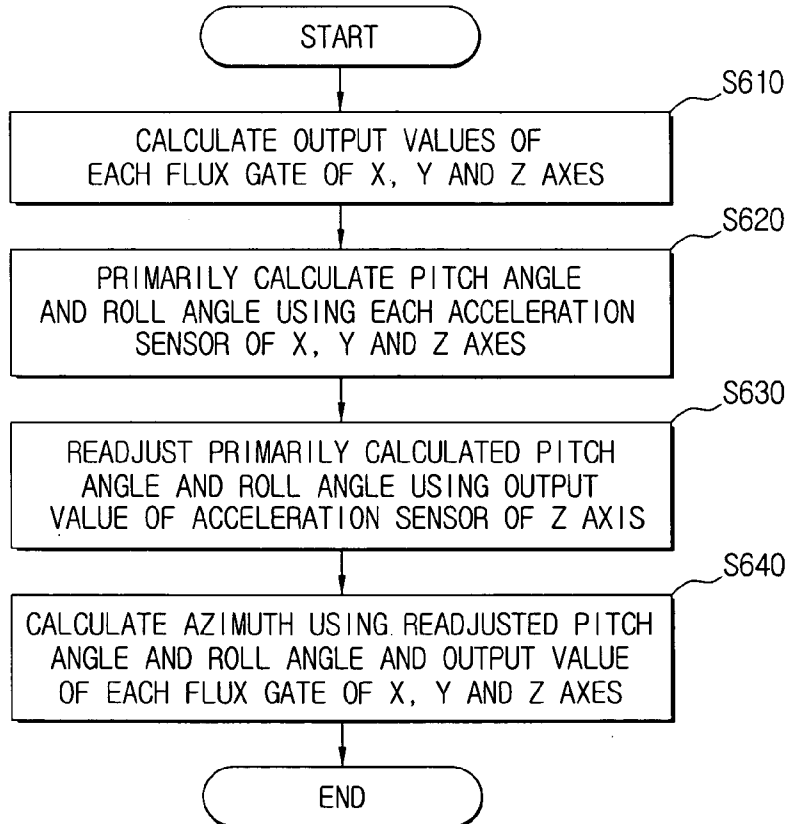 START
S610
CALCULATE OUTPUT VALUES OF
EACH FLUX GATE OF X, Y AND Z AXES
S620
PRIMARILY CALCULATE PITCH ANGLE
AND ROLL ANGLE USING EACH ACCELERATION
SENSOR OF X, Y AND Z AXES
S630
READJUST PRIMARILY CALCULATED PITCH
ANGLE AND ROLL ANGLE USING OUTPUT
VALUE OF ACCELERATION SENSOR OF Z AXIS
S640
CALCULATE AZIMUTH USING READJUSTED PITCH
ANGLE AND ROLL ANGLE AND OUTPUT VALUE
OF EACH FLUX GATE OF X, Y AND Z AXES
END